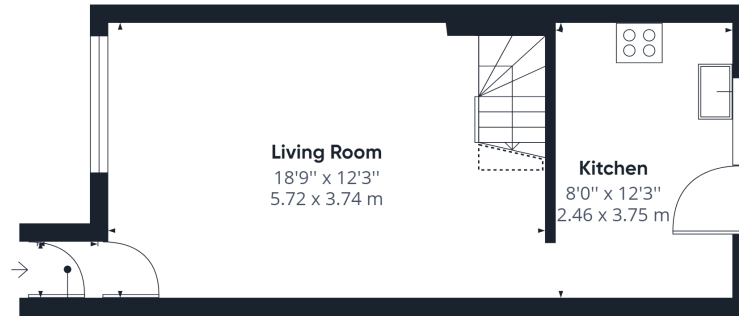 Living Room
18'9'' x 12'3''
5.72 x 3.74 m
Kitchen
8'0'' x 12'3''
2.46 x 3.75 m